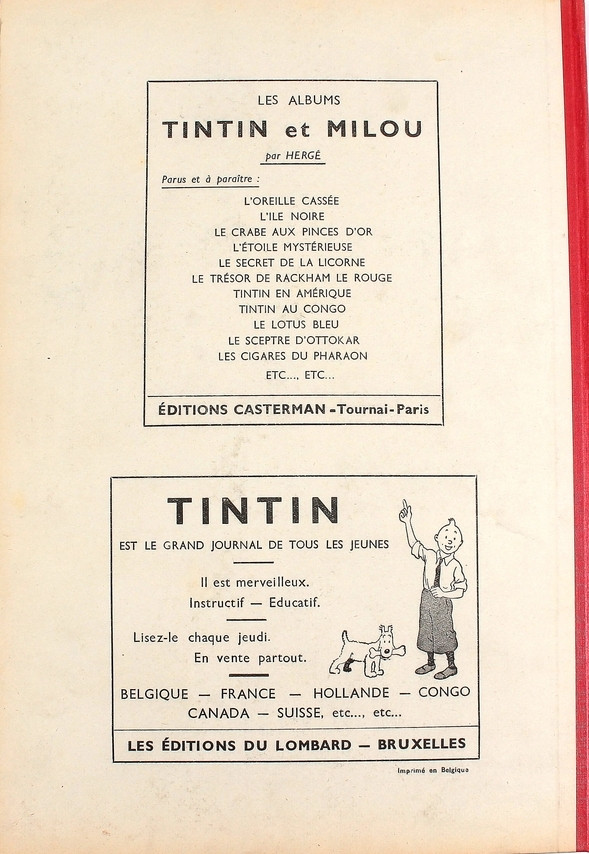 LES ALBUMS
TINTIN et MILOU
par HERGÉ
Parus et à paraître :
L'OREILLE CASSÉE
L'ILE NOIRE
LE CRABE AUX PINCES D'OR
L'ÉTOILE MYSTÉRIEUSE
LE SECRET DE LA LICORNE
LE TRÉSOR DE RACKHAM LE ROUGE
TINTIN EN AMÉRIQUE
TINTIN AU CONGO
LE LOTUS BLEU
LE SCEPTRE D'OTTOKAR
LES CIGARES DU PHARAON
ETC..., ETC...
ÉDITIONS CASTERMAN - Tournai - Paris
TINTIN
EST LE GRAND JOURNAL DE TOUS LES JEUNES
Il est merveilleux.
Instructif — Educatif.
Lisez-le chaque jeudi.
En vente partout.
BELGIQUE — FRANCE — HOLLANDE — CONGO
CANADA — SUISSE, etc..., etc...
LES ÉDITIONS DU LOMBARD — BRUXELLES
Imprimé en Belgique